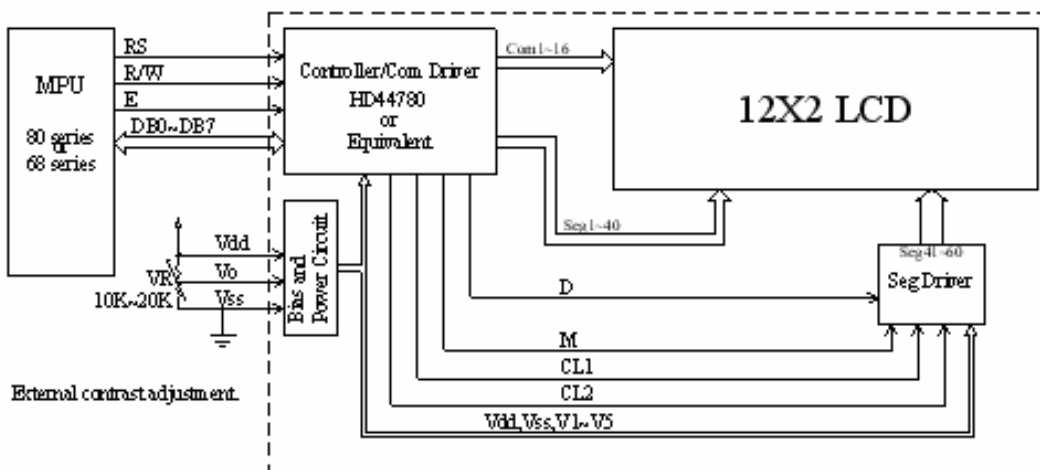 MPU
80 series
or
68 series
RS
R/W
E
DB0~DB7
Controller/Com Driver
HD44780
or
Equivalent
Com1~16
12X2 LCD
Seg1~40
Seg41~60
Seg Driver
Vdd
Vo
Vss
VR
10K~20K
Bias and
Power Circuit
D
M
CL1
CL2
Vdd,Vss,V1~V5
External contrast adjustment.